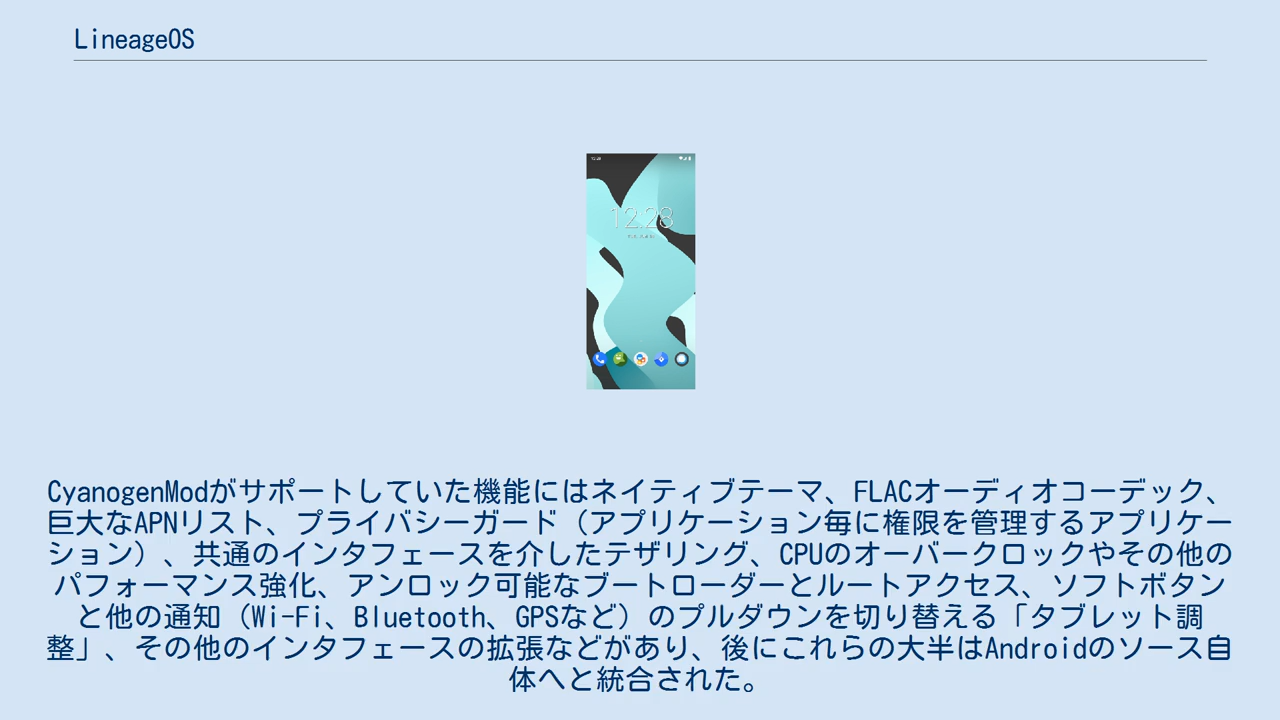 LineageOS
12:28
CyanogenModがサポートしていた機能にはネイティブテーマ、FLACオーディオコーデック、
巨大なAPNリスト、プライバシーガード（アプリケーション毎に権限を管理するアプリケー
ション）、共通のインタフェースを介したテザリング、CPUのオーバークロックやその他の
パフォーマンス強化、アンロック可能なブートローダーとルートアクセス、ソフトボタン
と他の通知（Wi-Fi、Bluetooth、GPSなど）のプルダウンを切り替える「タブレット調
整」、その他のインタフェースの拡張などがあり、後にこれらの大半はAndroidのソース自
体へと統合された。